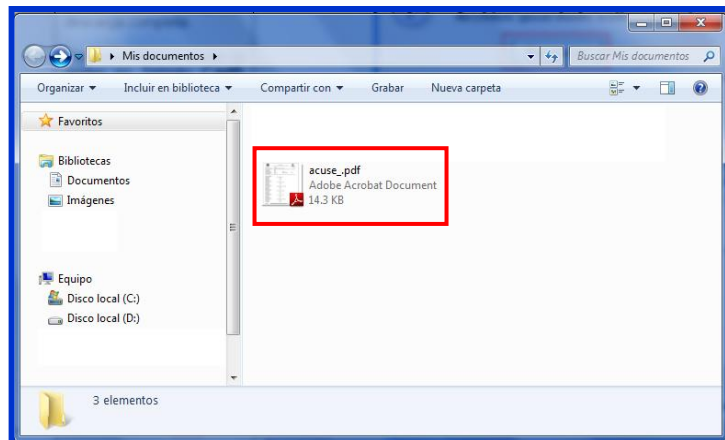 Mis documentos
Buscar Mis documentos
Organizar
Incluir en biblioteca
Compartir con
Grabar
Nueva carpeta
Favoritos
Bibliotecas
Documentos
Imágenes
Equipo
Disco local (C:)
Disco local (D:)
acuse_.pdf
Adobe Acrobat Document
14.3 KB
3 elementos